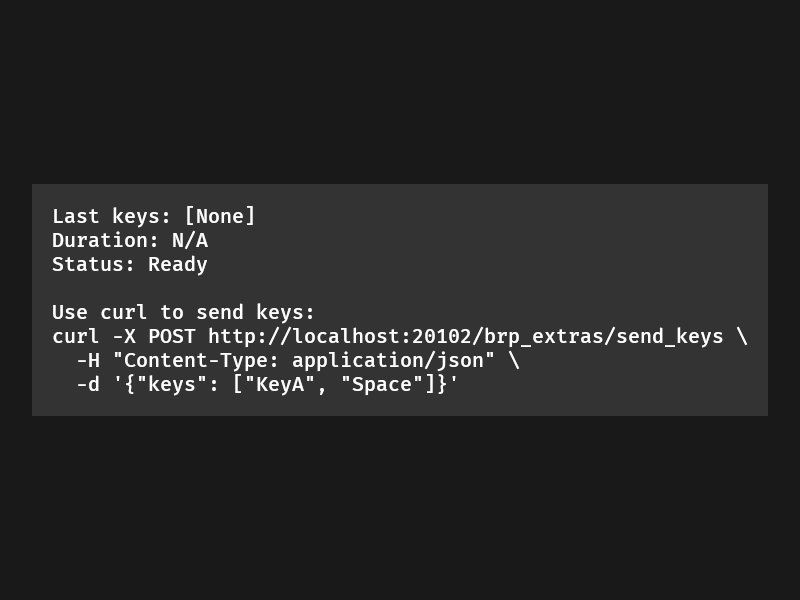 Last keys: [None]
Duration: N/A
Status: Ready

Use curl to send keys:
curl -X POST http://localhost:20102/brp_extras/send_keys \
  -H "Content-Type: application/json" \
  -d '{"keys": ["KeyA", "Space"]}'